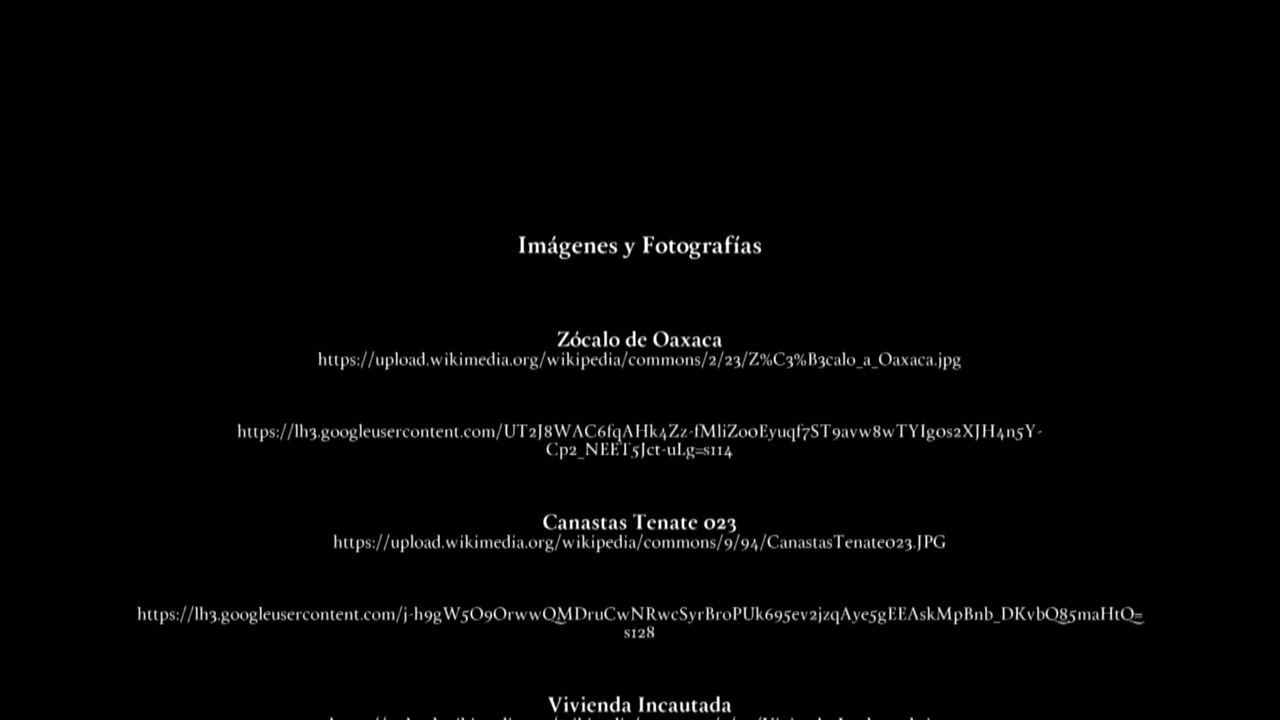 Imágenes y Fotografías
Zócalo de Oaxaca
https://upload.wikimedia.org/wikipedia/commons/2/23/Z%C3%B3calo_a_Oaxaca.jpg
https://lh3.googleusercontent.com/UT2J8WAC6fqAHk4Zz-fMliZooEyuqf7ST9avw8wTYIgos2XJH4n5Y-
Cp2_NEET5Jct-uLg=s114
Canastas Tenate 023
https://upload.wikimedia.org/wikipedia/commons/9/94/CanastasTenate023.JPG
https://lh3.googleusercontent.com/j-h9gW5O9OrwwQMDruCwNRwcSyrBroPUk695ev2jzqAye5gEEAskMpBnb_DKvbQ85maHtQ=
s128
Vivienda Incautada